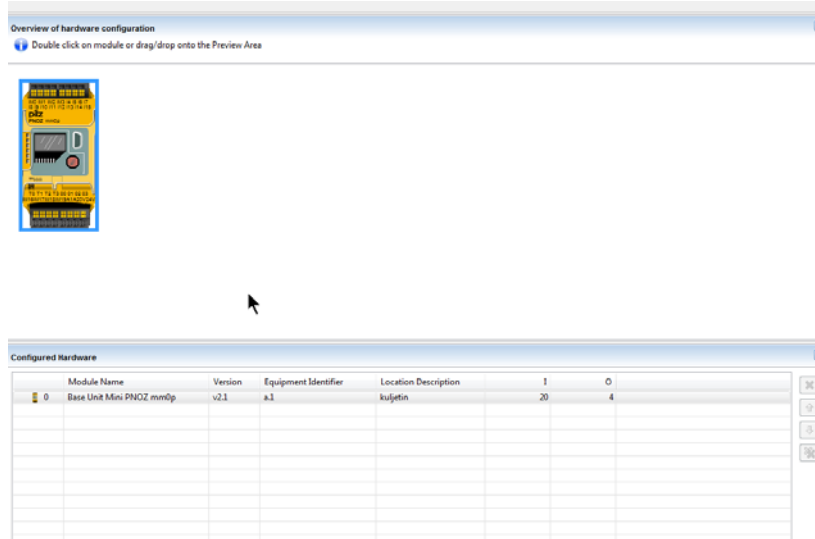 Overview of hardware configuration
Double click on module or drag/drop onto the Preview Area
pilz
Configured Hardware
Module Name Version Equipment Identifier Location Description I O
0 Base Unit Mini PNOZ mm0p v2.1 a.1 kuljetin 20 4